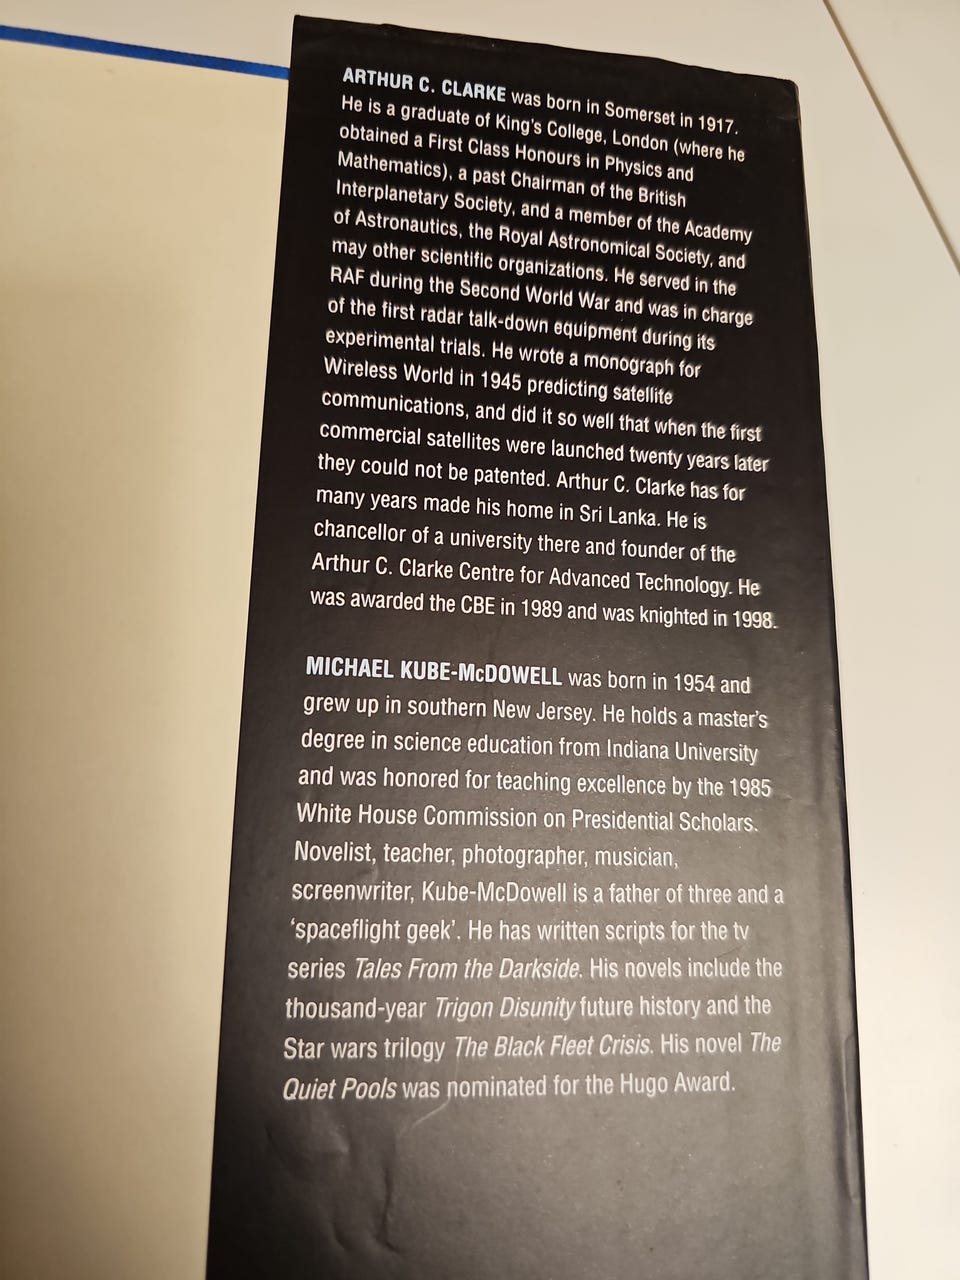 ARTHUR C. CLARKE was born in Somerset in 1917.
He is a graduate of King's College, London (where he
obtained a First Class Honours in Physics and
Mathematics), a past Chairman of the British
Interplanetary Society, and a member of the Academy
of Astronautics, the Royal Astronomical Society, and
may other scientific organizations. He served in the
RAF during the Second World War and was in charge
of the first radar talk-down equipment during its
experimental trials. He wrote a monograph for
Wireless World in 1945 predicting satellite
communications, and did it so well that when the first
commercial satellites were launched twenty years later
they could not be patented. Arthur C. Clarke has for
many years made his home in Sri Lanka. He is
chancellor of a university there and founder of the
Arthur C. Clarke Centre for Advanced Technology. He
was awarded the CBE in 1989 and was knighted in 1998.
MICHAEL KUBE-McDOWELL was born in 1954 and
grew up in southern New Jersey. He holds a master's
degree in science education from Indiana University
and was honored for teaching excellence by the 1985
White House Commission on Presidential Scholars.
Novelist, teacher, photographer, musician,
screenwriter, Kube-McDowell is a father of three and a
‘spaceflight geek’. He has written scripts for the tv
series Tales From the Darkside. His novels include the
thousand-year Trigon Disunity future history and the
Star wars trilogy The Black Fleet Crisis. His novel The
Quiet Pools was nominated for the Hugo Award.